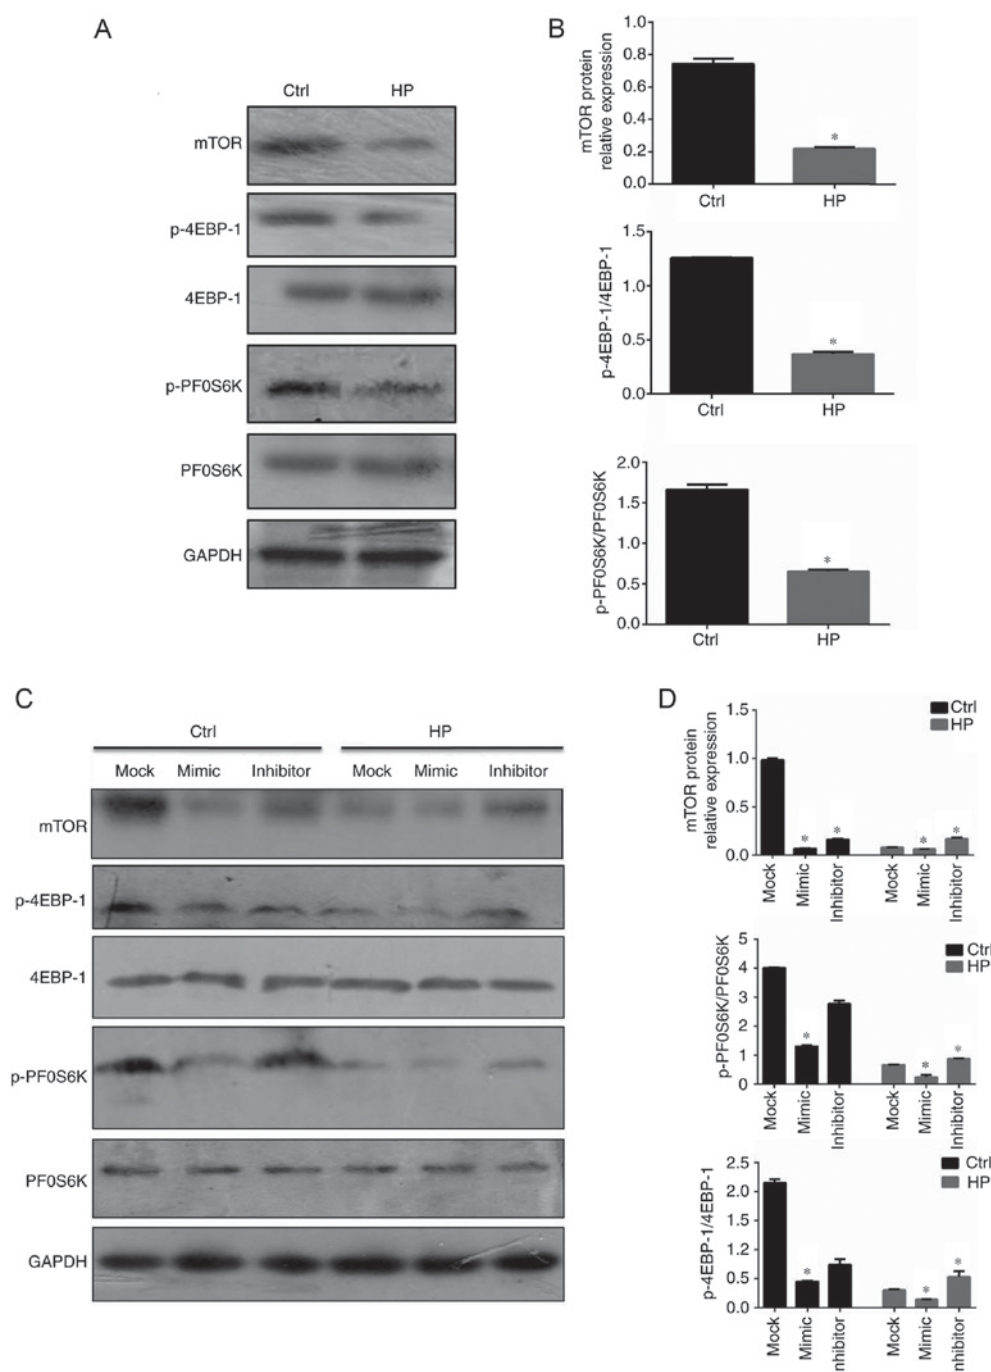 A
Ctrl HP
mTOR
p-4EBP-1
4EBP-1
p-PF0S6K
PF0S6K
GAPDH
B
mTOR protein
relative expression
1.0
0.8
0.6
0.4
0.2
0.0
Ctrl HP
*
p-4EBP-1/4EBP-1
1.5
1.0
0.5
0.0
Ctrl HP
*
p-PF0S6K/PF0S6K
2.0
1.5
1.0
0.5
0.0
Ctrl HP
*
C
Ctrl HP
Mock Mimic Inhibitor Mock Mimic Inhibitor
mTOR
p-4EBP-1
4EBP-1
p-PF0S6K
PF0S6K
GAPDH
D
Ctrl
HP
mTOR protein
relative expression
1.5
1.0
0.5
0.0
* * * *
Mock Mimic Inhibitor Mock Mimic Inhibitor
Ctrl
HP
p-PF0S6K/PF0S6K
5
4
3
2
1
0
* * *
Mock Mimic Inhibitor Mock Mimic Inhibitor
Ctrl
HP
p-4EBP-1/4EBP-1
2.5
2.0
1.2
0.5
0.0
* * *
Mock Mimic Inhibitor Mock Mimic Inhibitor